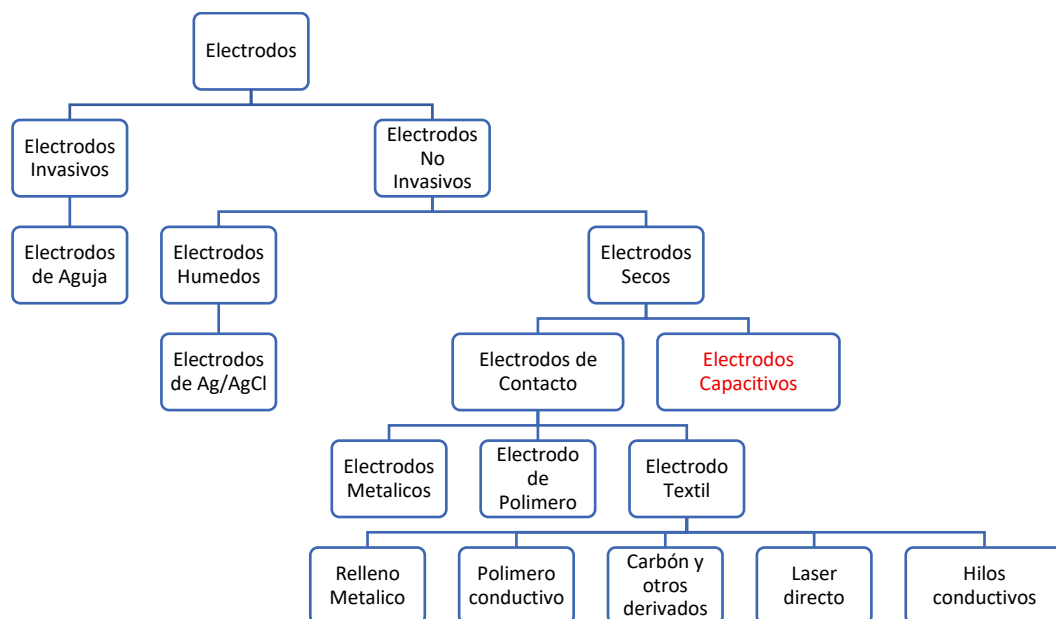 Electrodos
Electrodos
Invasivos
Electrodos
No
Invasivos
Electrodos
de Aguja
Electrodos
Humedos
Electrodos
Secos
Electrodos
de Ag/AgCl
Electrodos de
Contacto
Electrodos
Capacitivos
Electrodos
Metalicos
Electrodo
de
Polimero
Electrodo
Textil
Relleno
Metalico
Polimero
conductivo
Carbón y
otros
derivados
Laser
directo
Hilos
conductivos